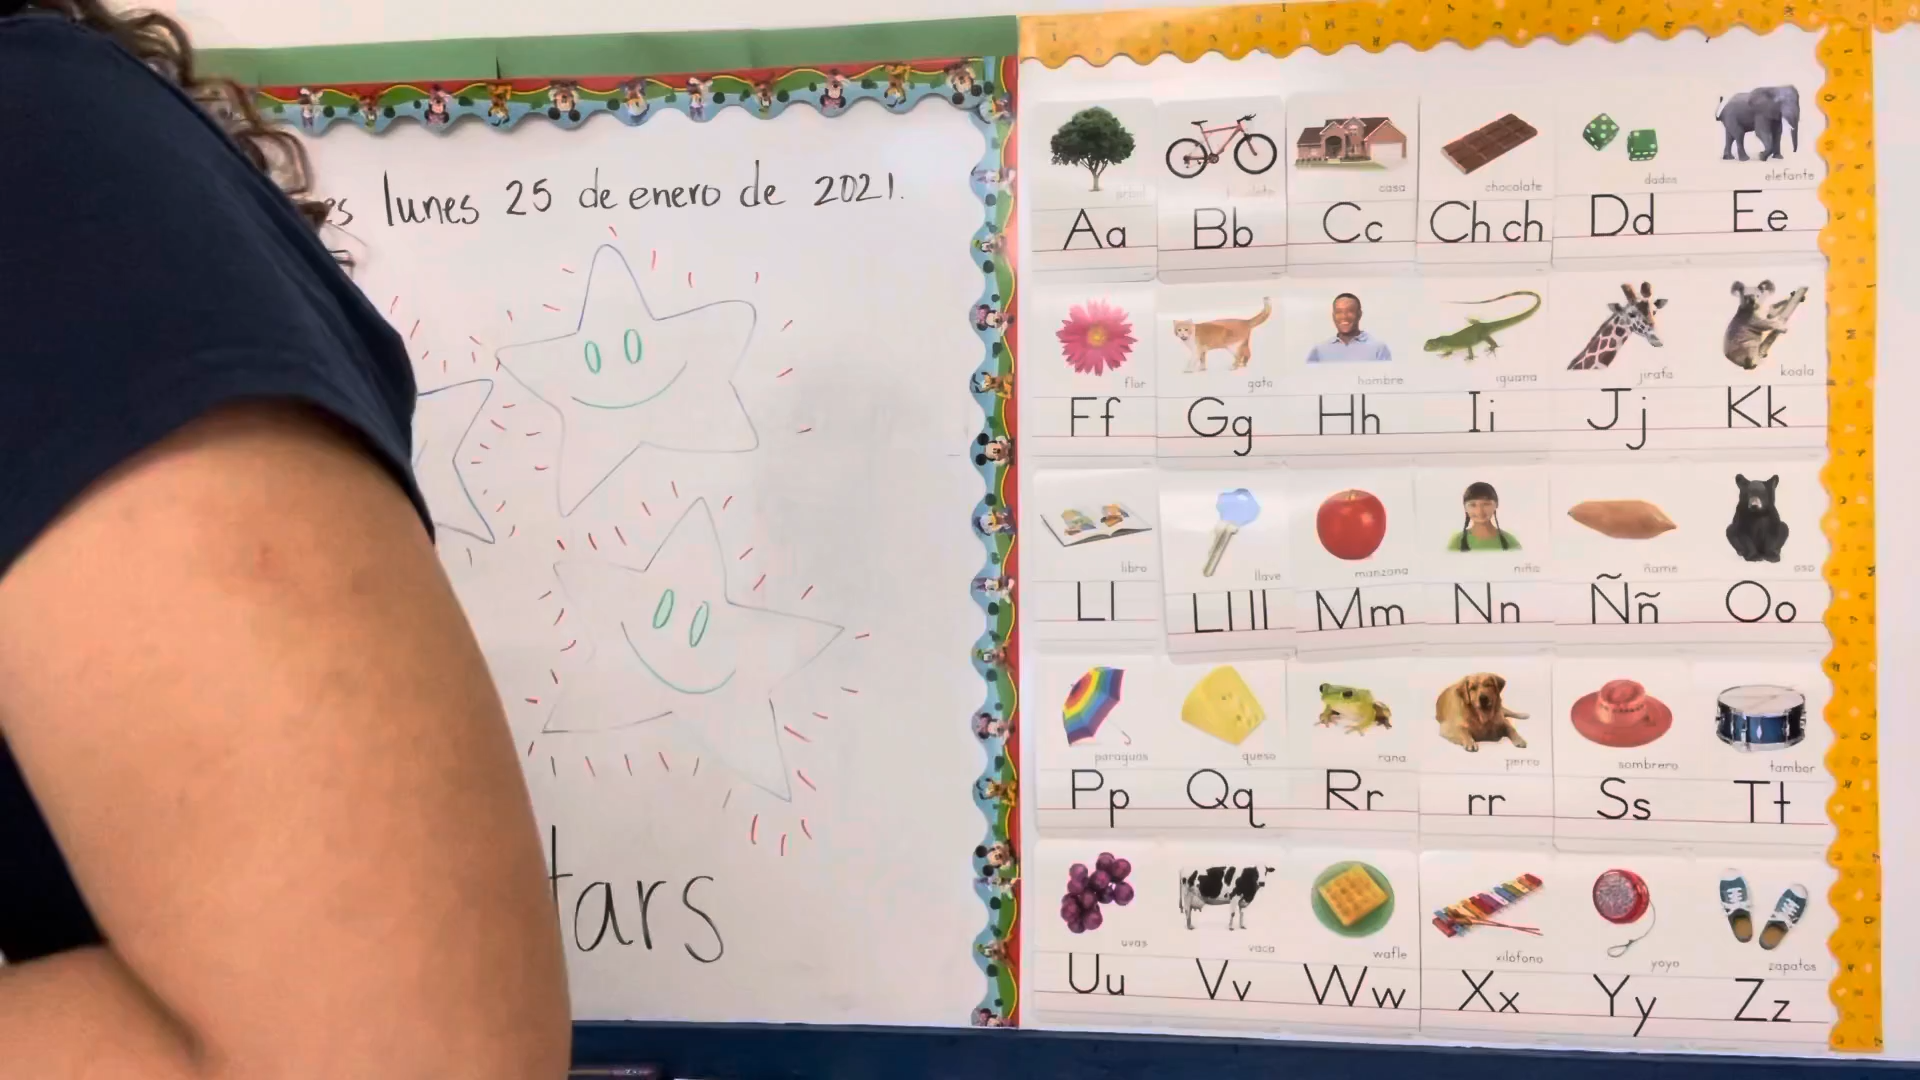 es lunes 25 de enero de 2021.
tars
árbol bicicleta casa chocolate dados elefante
Aa Bb Cc Ch ch Dd Ee
flor gato hombre iguana jirafa koala
Ff Gg Hh Ii Jj Kk
libro llave manzana niña ñame oso
Ll Ll ll Mm Nn Ññ Oo
paraguas queso rana perro sombrero tambor
Pp Qq Rr rr Ss Tt
uvas vaca wafle xilófono yoyo zapatos
Uu Vv Ww Xx Yy Zz